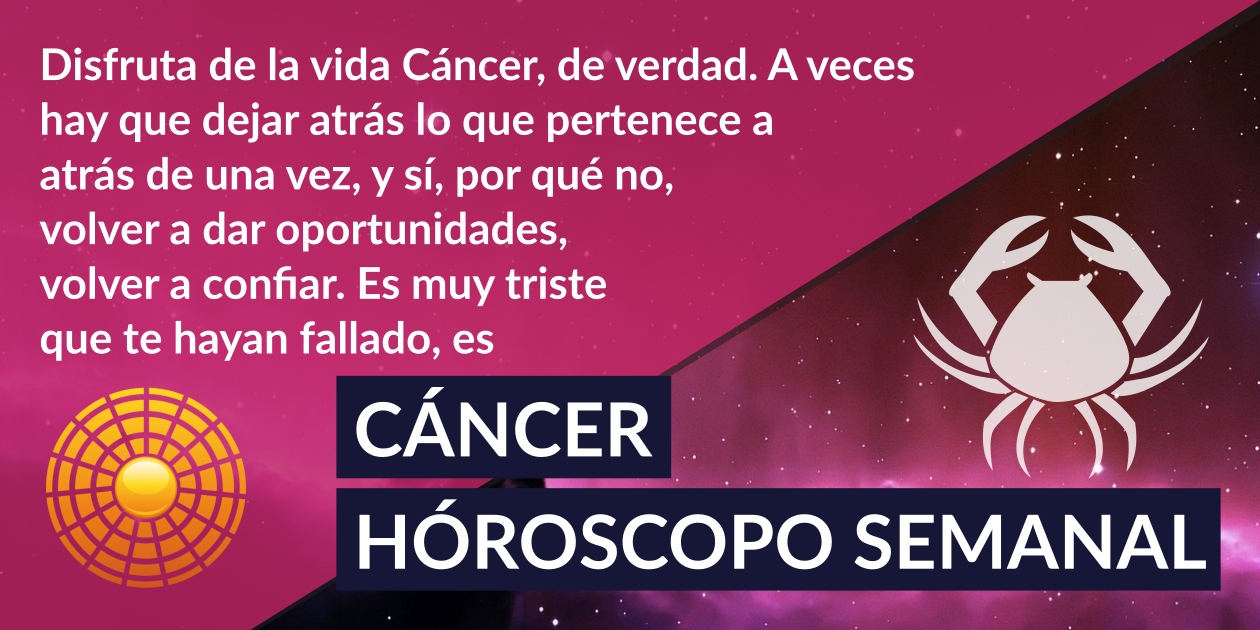 Disfruta de la vida Cáncer, de verdad. A veces
hay que dejar atrás lo que pertenece a
atrás de una vez, y sí, por qué no,
volver a dar oportunidades,
volver a confiar. Es muy triste
que te hayan fallado, es
CÁNCER
HÓROSCOPO SEMANAL